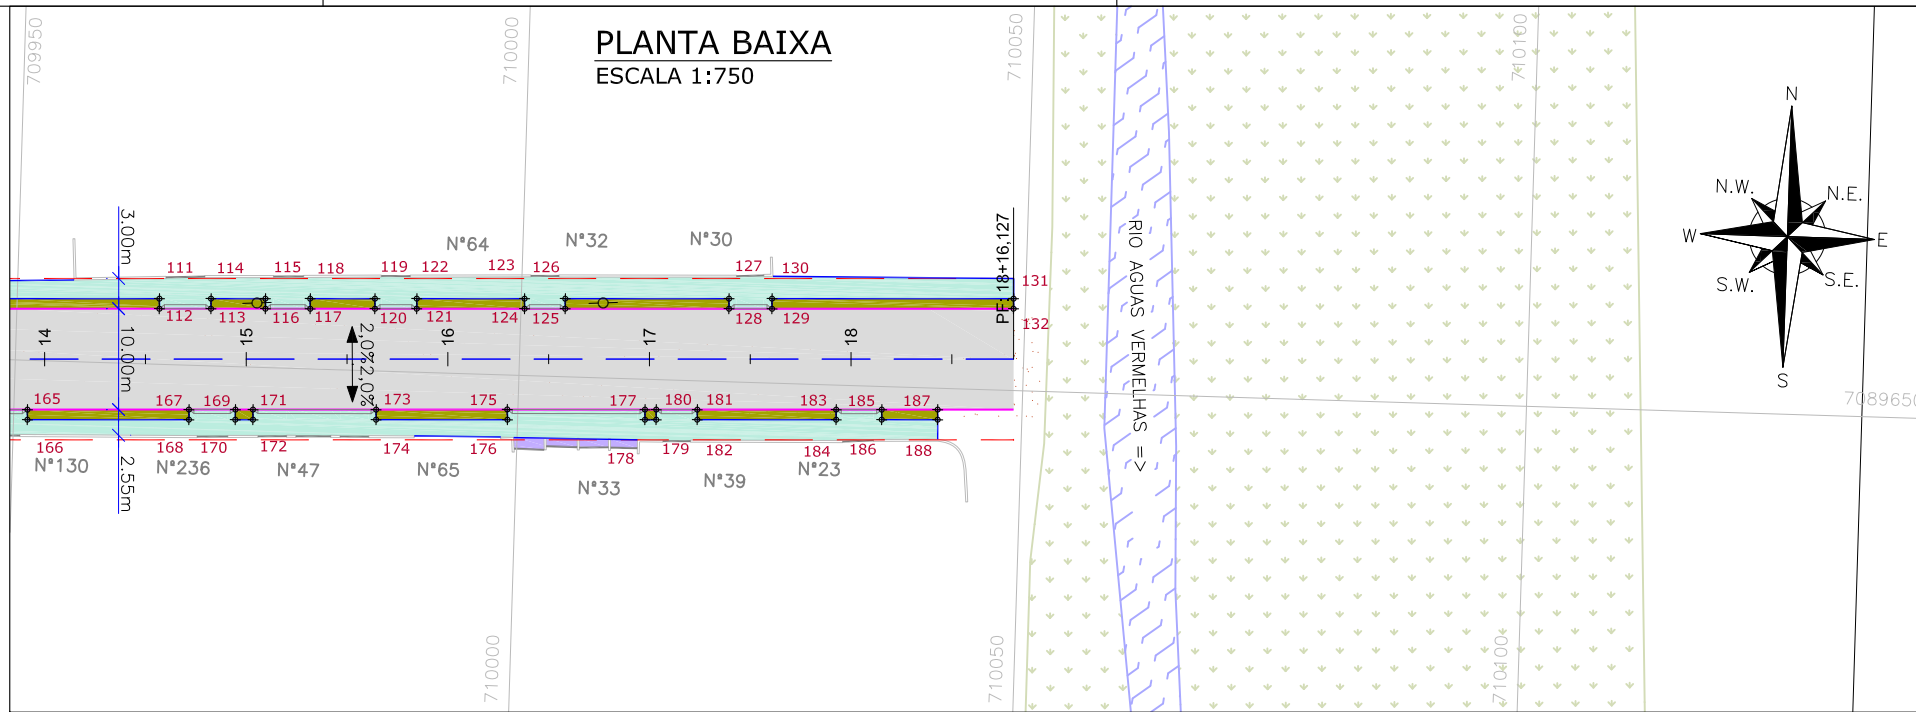 PLANTA BAIXA
ESCALA 1:750
709950
710000
710050
710100
N
N.W.
N.E.
W
E
S.W.
S.E.
S
N°64
N°32
N°30
111 114 115 118 119 122 123 126 127 130
131
112 113 116 117 120 121 124 125 128 129
132
PF: 18+16,127
3.00m
10.00m
2.55m
14
15
16
17
18
2,0%
2,0%
RIO AGUAS VERMELHAS =>
7089650
165 167 169 171 173 175 177 180 181 183 185 187
166 168 170 172 174 176 178 179 182 184 186 188
N°130
N°236
N°47
N°65
N°33
N°39
N°23
710000
710050
710100